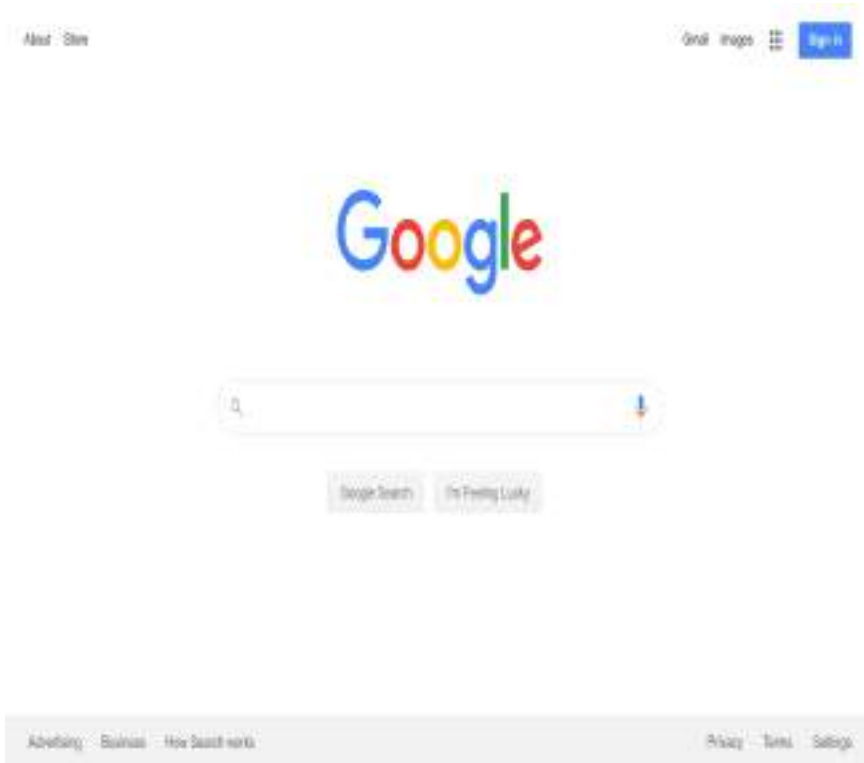 About Store Gmail Images Sign in
Google
Google Search I'm Feeling Lucky
Advertising Business How Search works Privacy Terms Settings